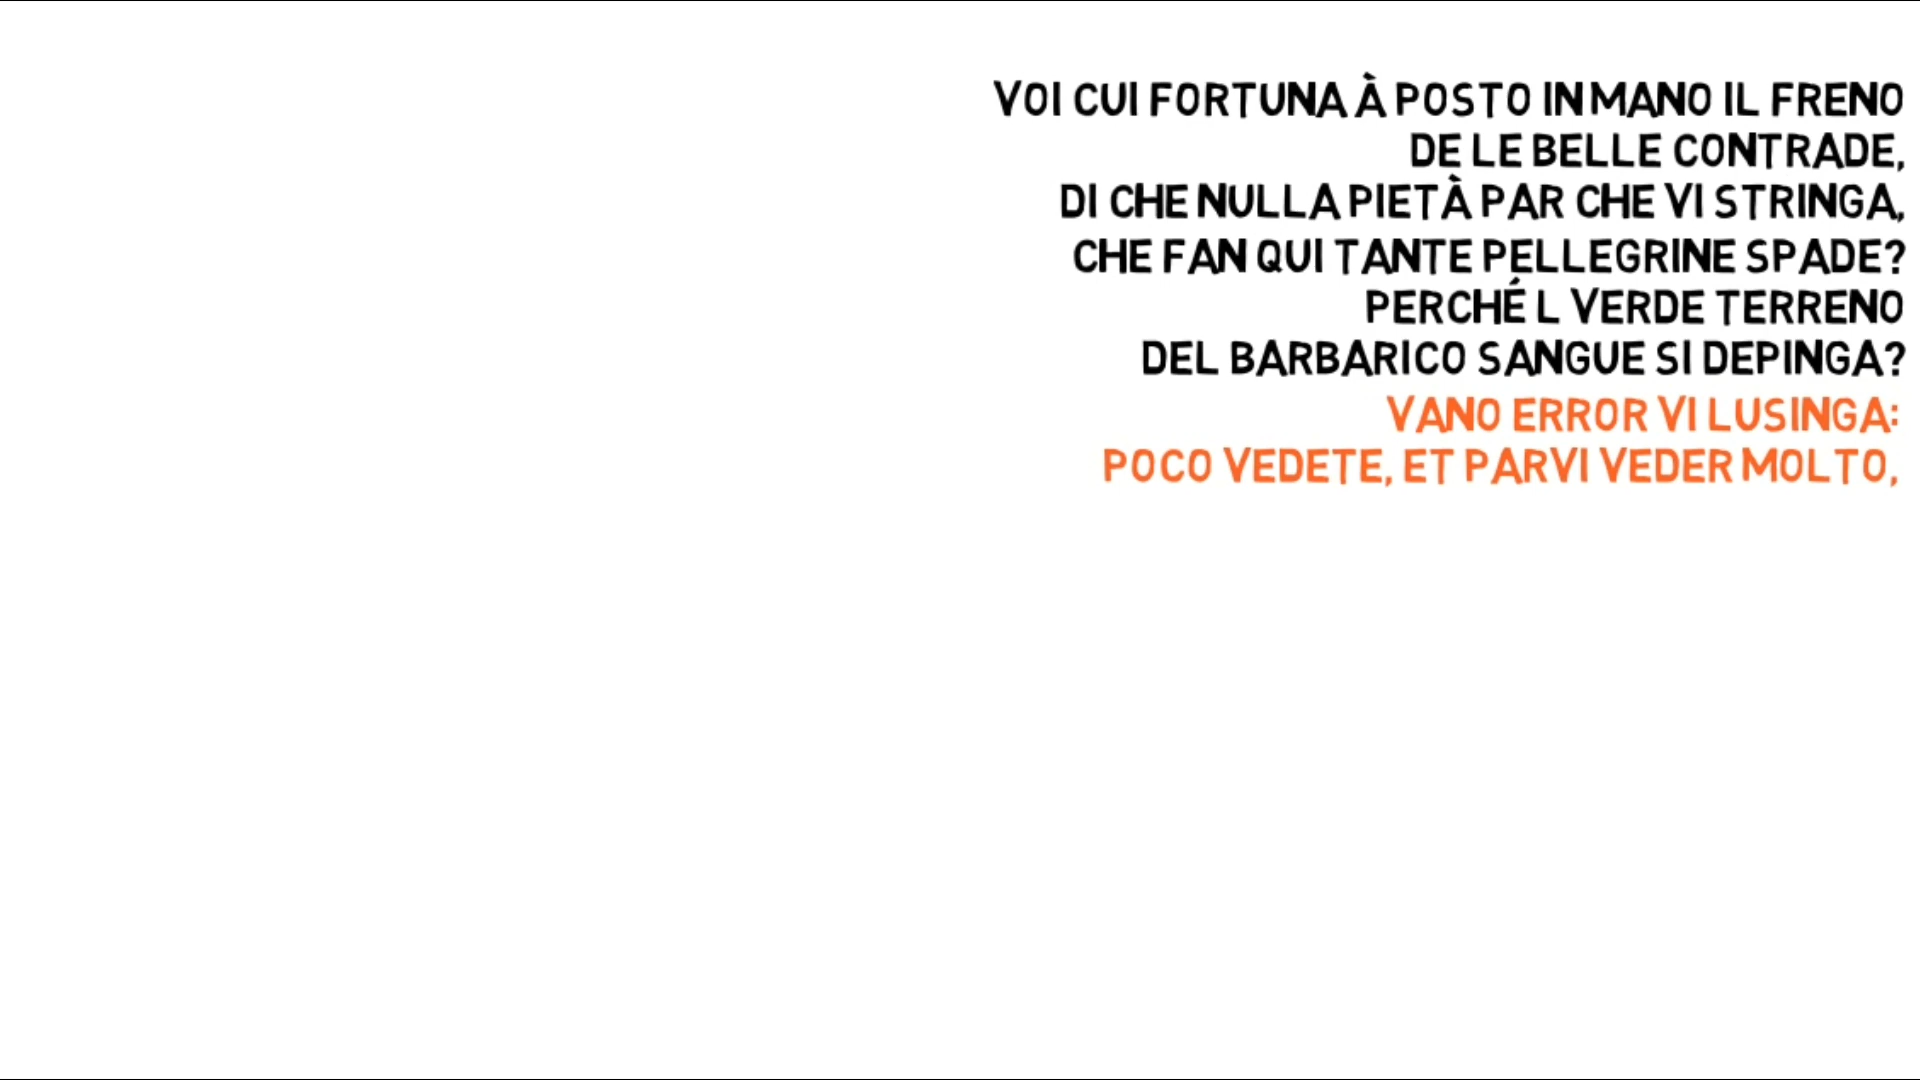 VOI CUI FORTUNA À POSTO IN MANO IL FRENO
DE LE BELLE CONTRADE,
DI CHE NULLA PIETÀ PAR CHE VI STRINGA,
CHE FAN QUI TANTE PELLEGRINE SPADE?
PERCHÉ L VERDE TERRENO
DEL BARBARICO SANGUE SI DEPINGA?
VANO ERROR VI LUSINGA:
POCO VEDETE, ET PARVI VEDER MOLTO,